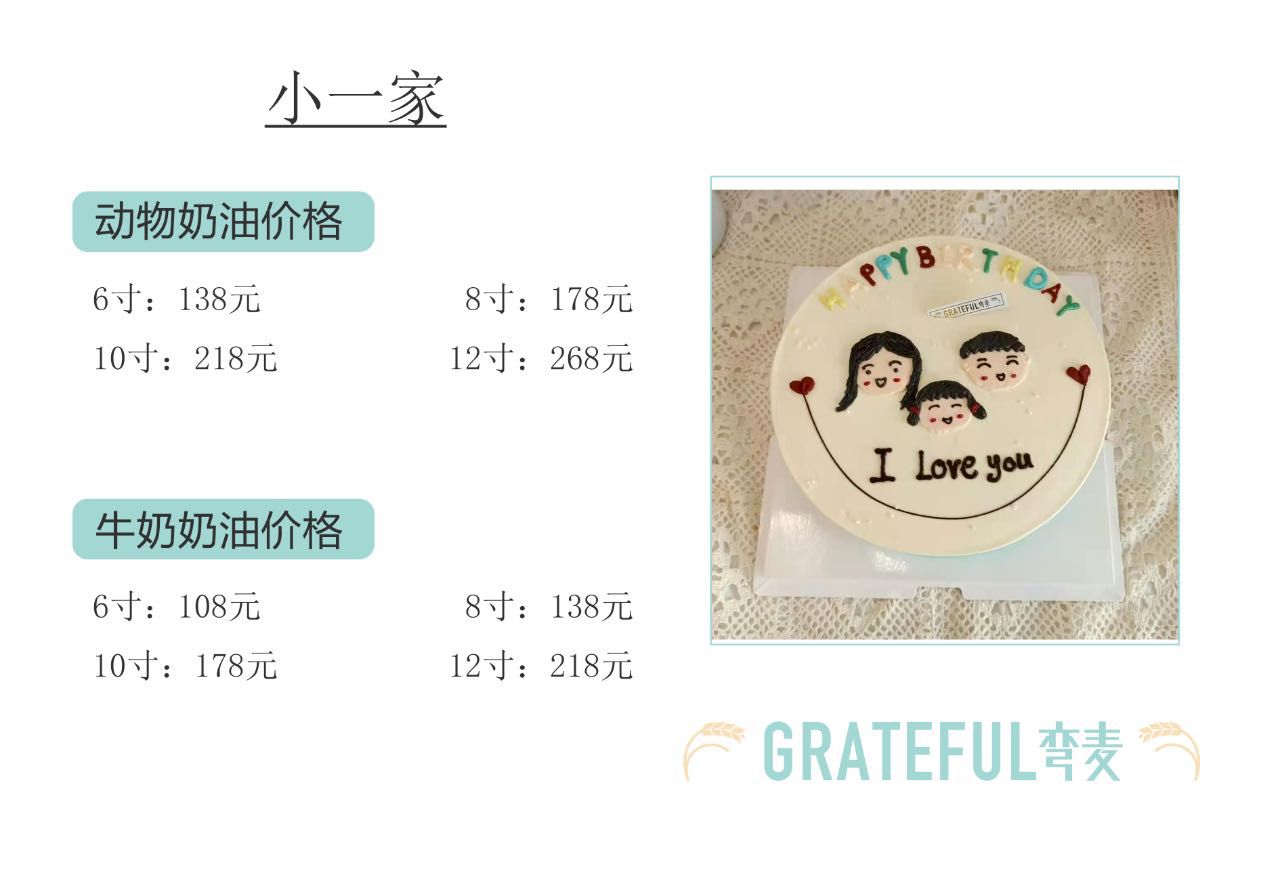 小一家
动物奶油价格
6寸：138元 8寸：178元
10寸：218元 12寸：268元
牛奶奶油价格
6寸：108元 8寸：138元
10寸：178元 12寸：218元
HAPPY BIRTHDAY
GRATEFUL弯麦
I Love you
GRATEFUL弯麦